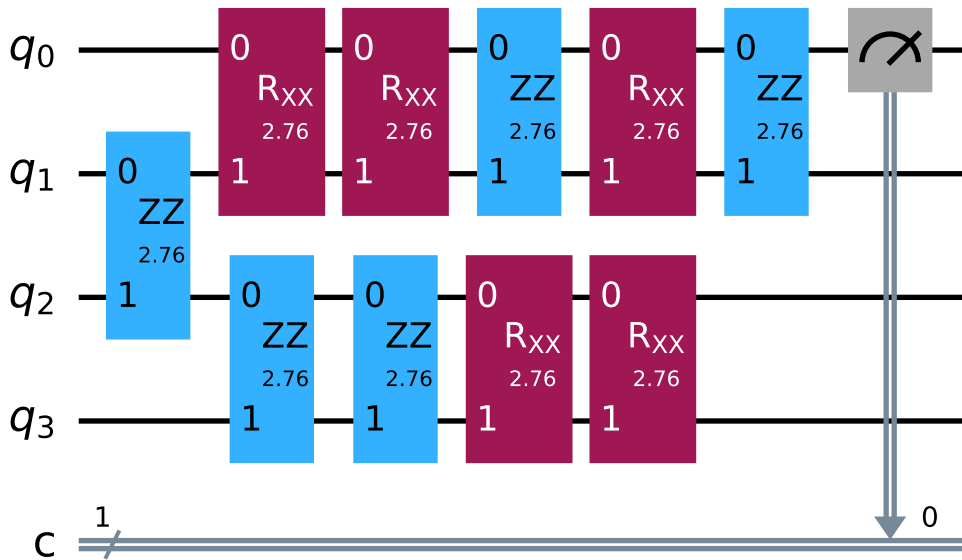 q0 0 0 0 0 0
RXX RXX ZZ RXX ZZ
2.76 2.76 2.76 2.76 2.76
q1 0 1 1 1 1 1
ZZ
2.76
q2 1 0 0 0 0
ZZ ZZ RXX RXX
2.76 2.76 2.76 2.76
q3 1 1 1 1
1 0
c